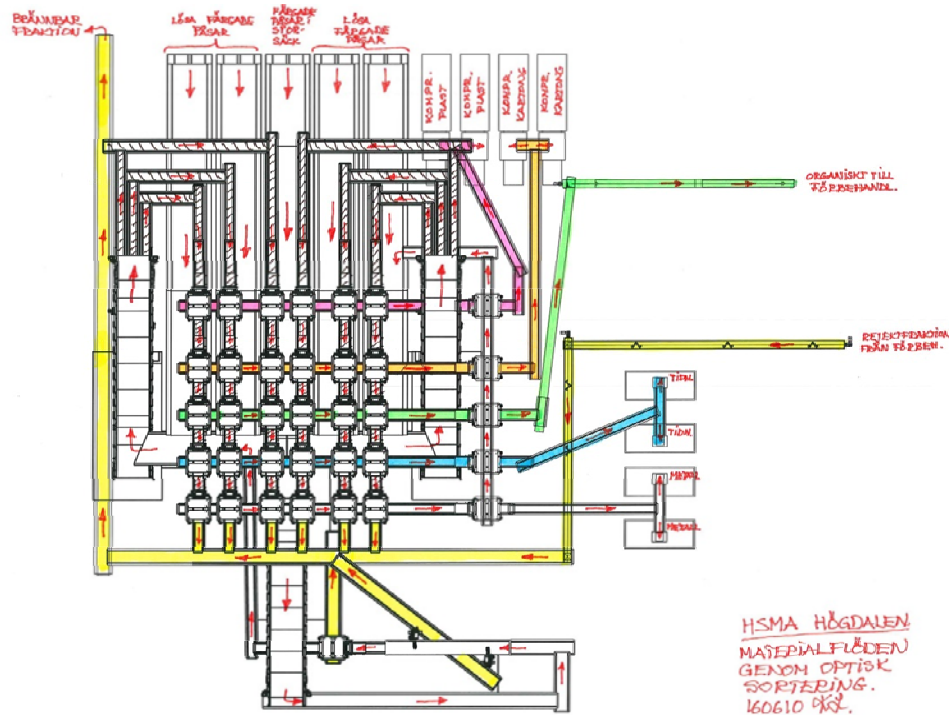 BRÄNNBAR
FRAKTION
LÖSA FÄRGADE
PÅSAR
FÄRGADE
PÅSAR I
STOR-
SÄCK
LÖSA
FÄRGADE
PÅSAR
KOMPR.
PLAST
KOMPR.
PLAST
KOMPR.
KARTONG
KOMPR.
KARTONG
ORGANISKT TILL
FÖRBEHANDL.
REJEKTFRAKTION
FRÅN FÖRBEH.
TIDN.
TIDN.
METALL
METALL
HSMA HÖGDALEN
MATERIALFLÖDEN
GENOM OPTISK
SORTERING.
160610